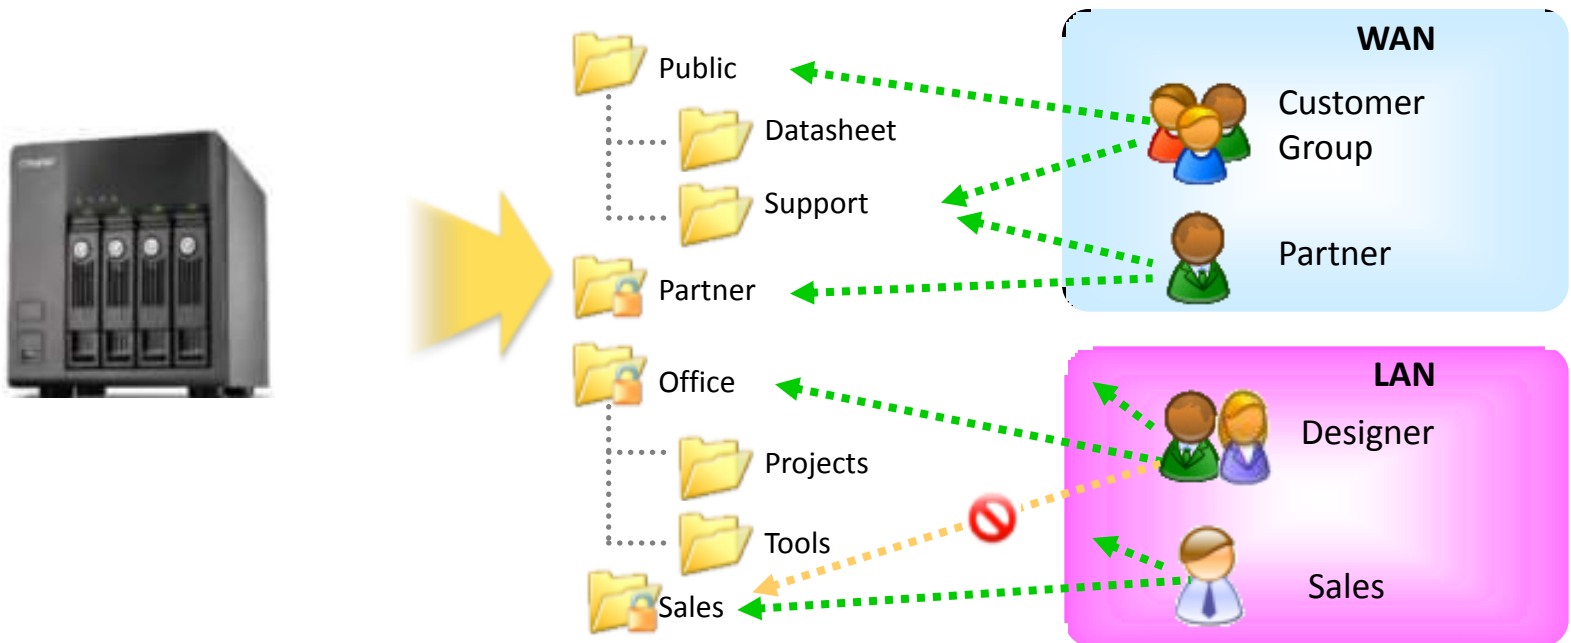 WAN
Public
Customer
Group
Datasheet
Support
Partner
Partner
LAN
Office
Designer
Projects
Tools
Sales
Sales